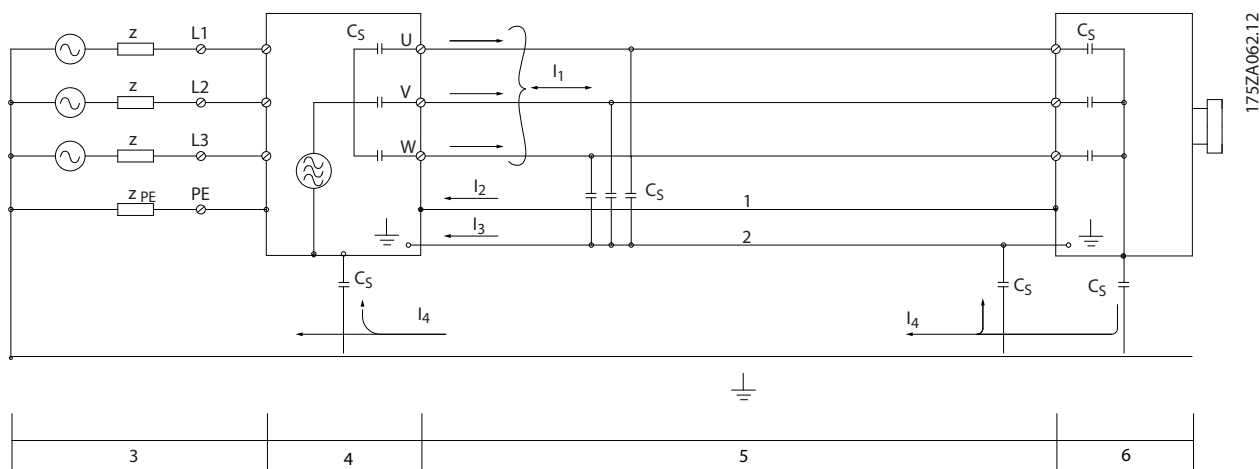 z L1 C_S U C_S
I_1
z L2 V
z L3 W
z_PE PE I_2 C_S 1
I_3 2
C_S C_S C_S
I_4 I_4
3 4 5 6
175ZA062.12